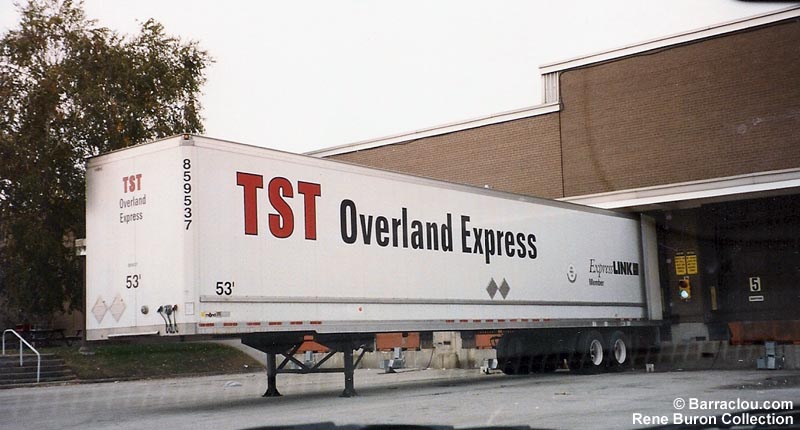 TST
Overland
Express
53'
859537
TST Overland Express
53'
ExpressLINK
Member
5
© Barraclou.com
Rene Buron Collection